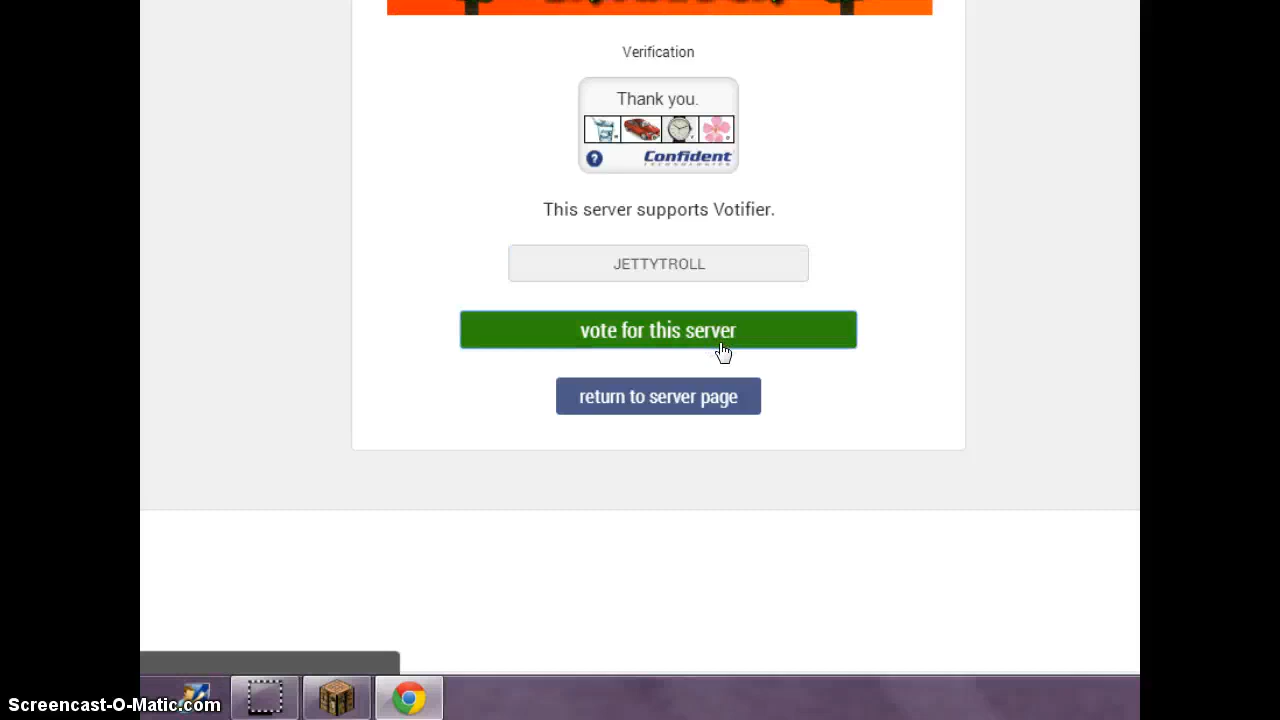 Verification
Thank you.
?
Confident
TECHNOLOGIES
This server supports Votifier.
JETTYTROLL
vote for this server
return to server page
Screencast-O-Matic.com